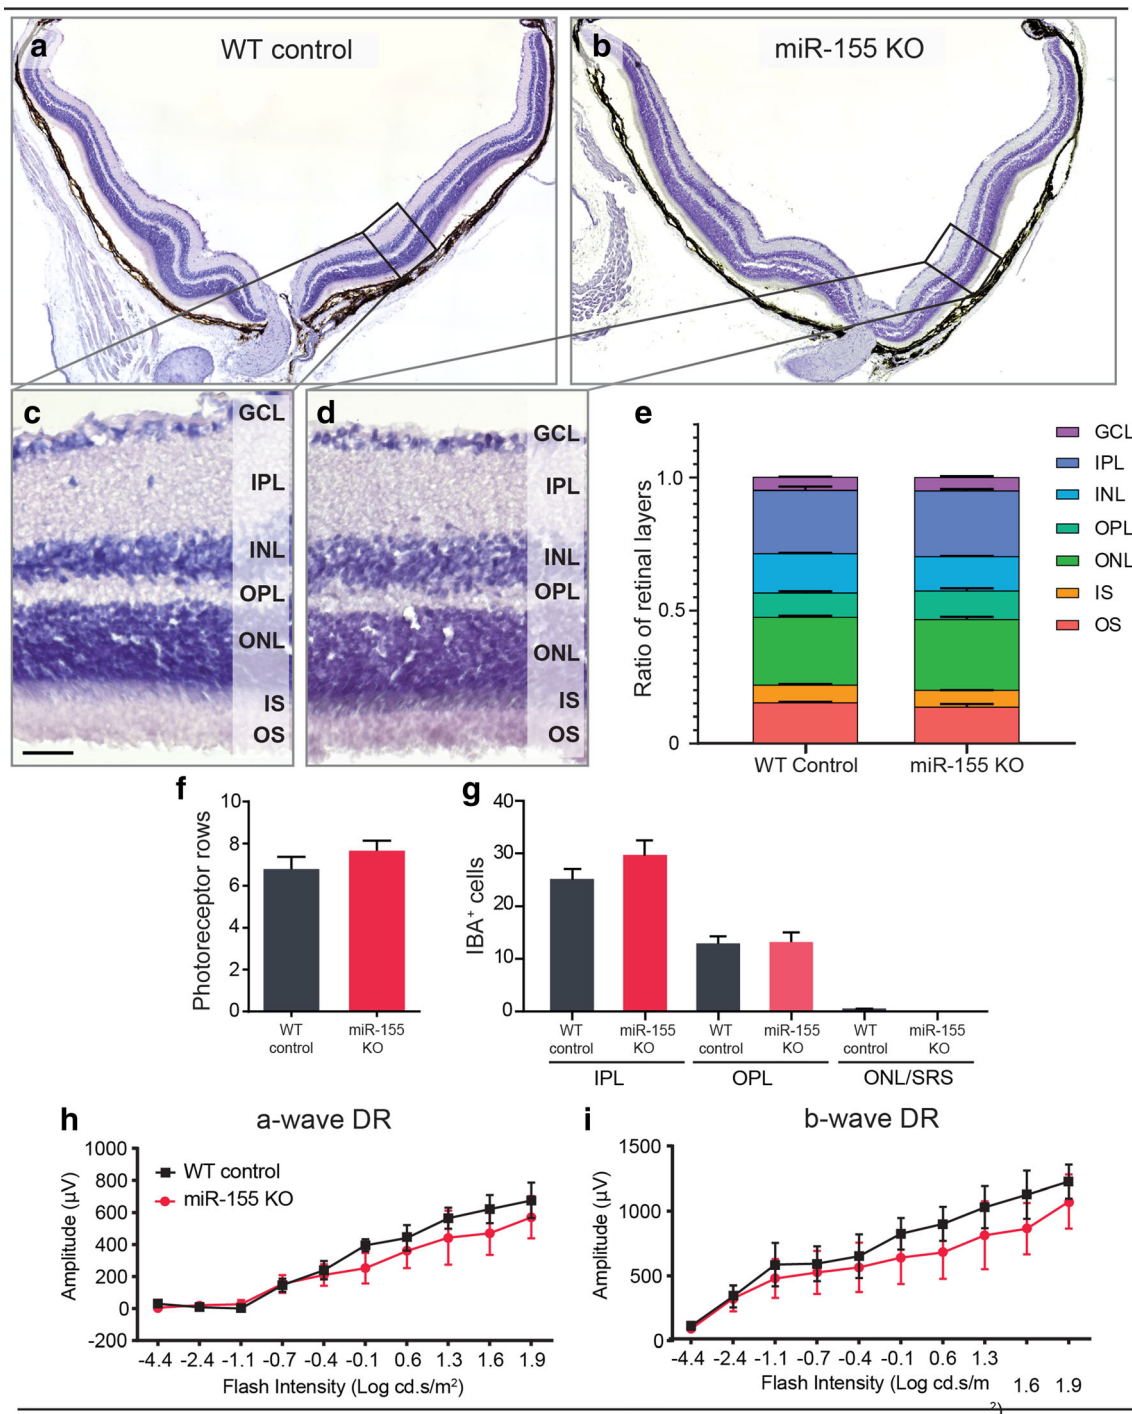 a WT control
b miR-155 KO
c
GCL
IPL
INL
OPL
ONL
IS
OS
d
GCL
IPL
INL
OPL
ONL
IS
OS
e
Ratio of retinal layers
1.0
0.5
0
WT Control miR-155 KO
GCL
IPL
INL
OPL
ONL
IS
OS
f
Photoreceptor rows
10
8
6
4
2
0
WT control
miR-155 KO
g
IBA⁺ cells
40
30
20
10
0
WT control
miR-155 KO
WT control
miR-155 KO
WT control
miR-155 KO
IPL OPL ONL/SRS
h a-wave DR
WT control
miR-155 KO
Amplitude (µV)
1000
800
600
400
200
0
-200
-4.4 -2.4 -1.1 -0.7 -0.4 -0.1 0.6 1.3 1.6 1.9
Flash Intensity (Log cd.s/m²)
i b-wave DR
Amplitude (µV)
1500
1000
500
0
-4.4 -2.4 -1.1 -0.7 -0.4 -0.1 0.6 1.3
Flash Intensity (Log cd.s/m 1.6 1.9
²)